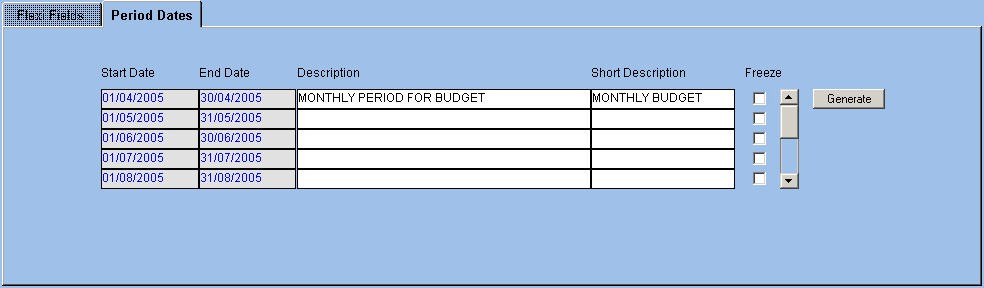 Flexi Fields Period Dates
Start Date End Date Description Short Description Freeze
01/04/2005 30/04/2005 MONTHLY PERIOD FOR BUDGET MONTHLY BUDGET Generate
01/05/2005 31/05/2005
01/06/2005 30/06/2005
01/07/2005 31/07/2005
01/08/2005 31/08/2005